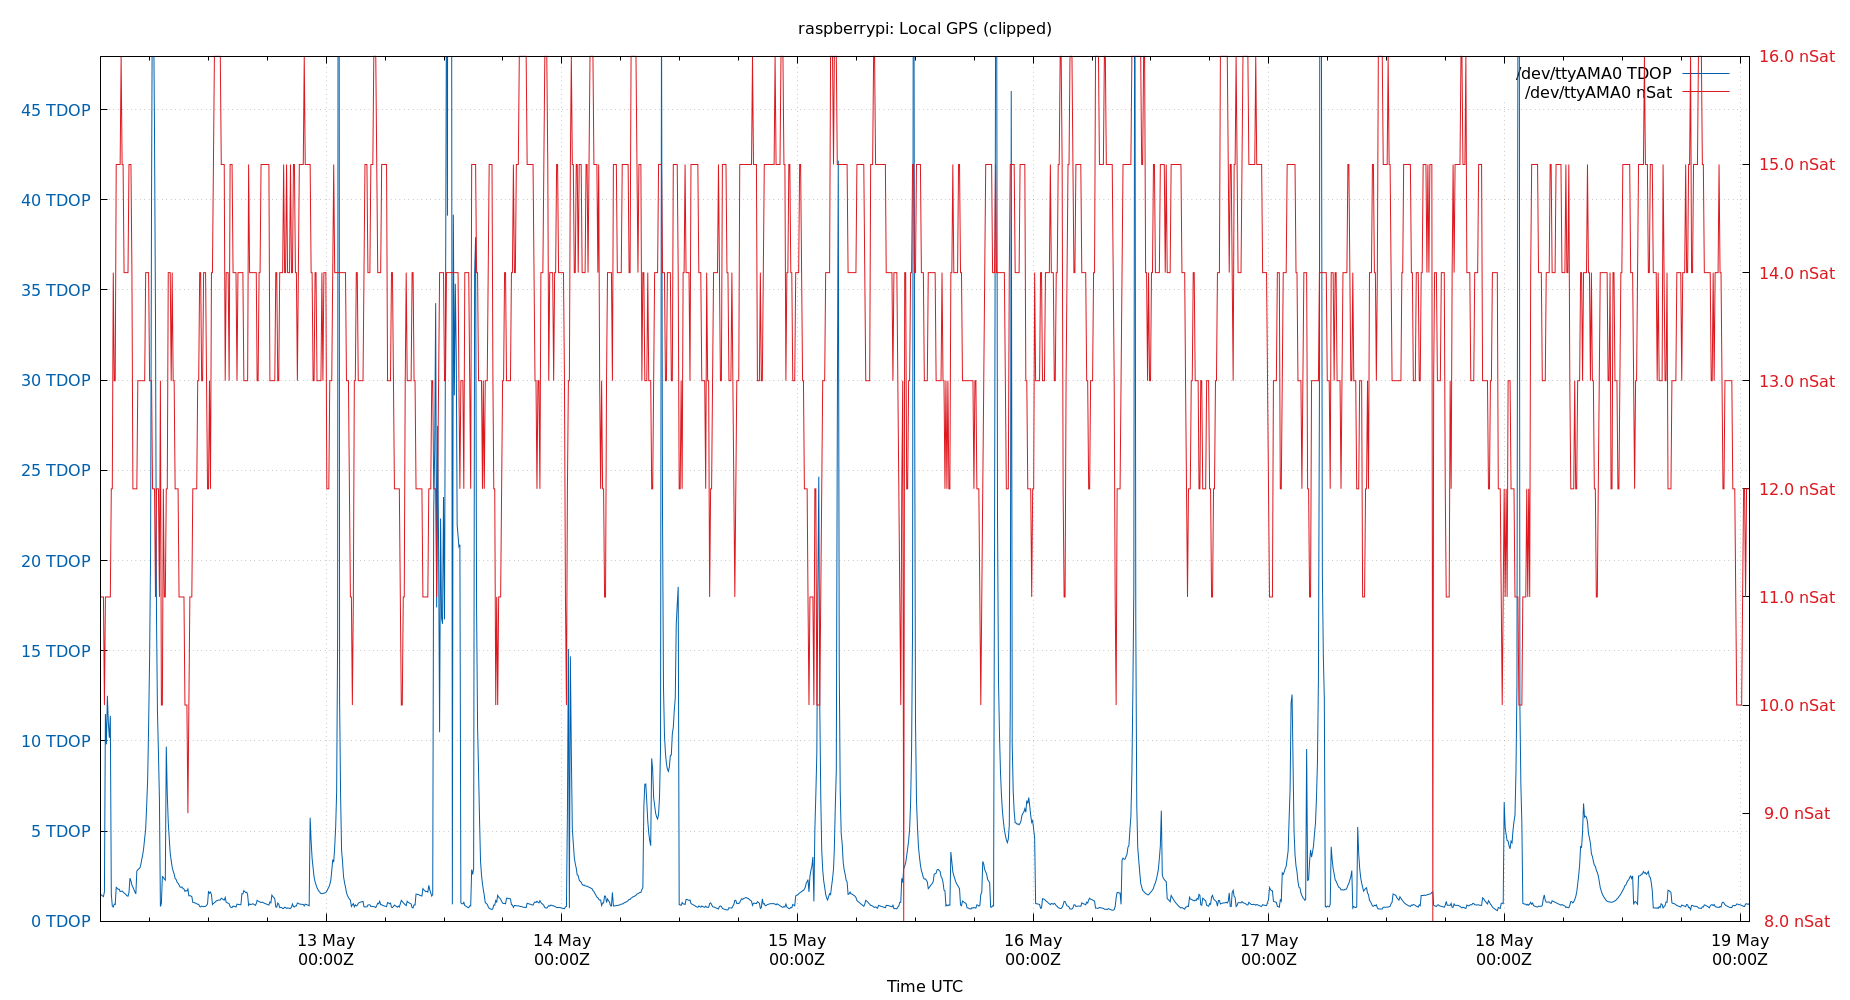 raspberrypi: Local GPS (clipped)
/dev/ttyAMA0 TDOP
/dev/ttyAMA0 nSat
45 TDOP
40 TDOP
35 TDOP
30 TDOP
25 TDOP
20 TDOP
15 TDOP
10 TDOP
5 TDOP
0 TDOP
16.0 nSat
15.0 nSat
14.0 nSat
13.0 nSat
12.0 nSat
11.0 nSat
10.0 nSat
9.0 nSat
8.0 nSat
13 May
00:00Z
14 May
00:00Z
15 May
00:00Z
16 May
00:00Z
17 May
00:00Z
18 May
00:00Z
19 May
00:00Z
Time UTC